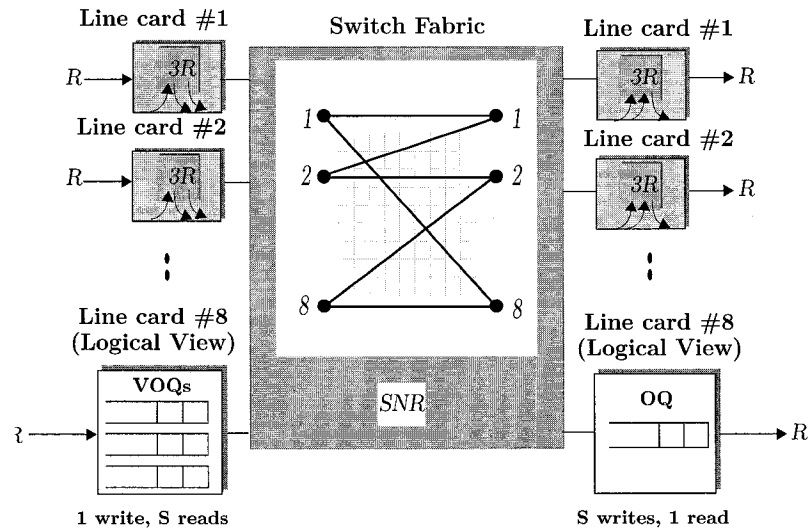 Line card #1
Switch Fabric
Line card #1
R
3R
3R
R
1
1
Line card #2
Line card #2
R
3R
2
2
3R
R
8
8
Line card #8
(Logical View)
Line card #8
(Logical View)
VOQs
SNR
OQ
R
1 write, S reads
S writes, 1 read